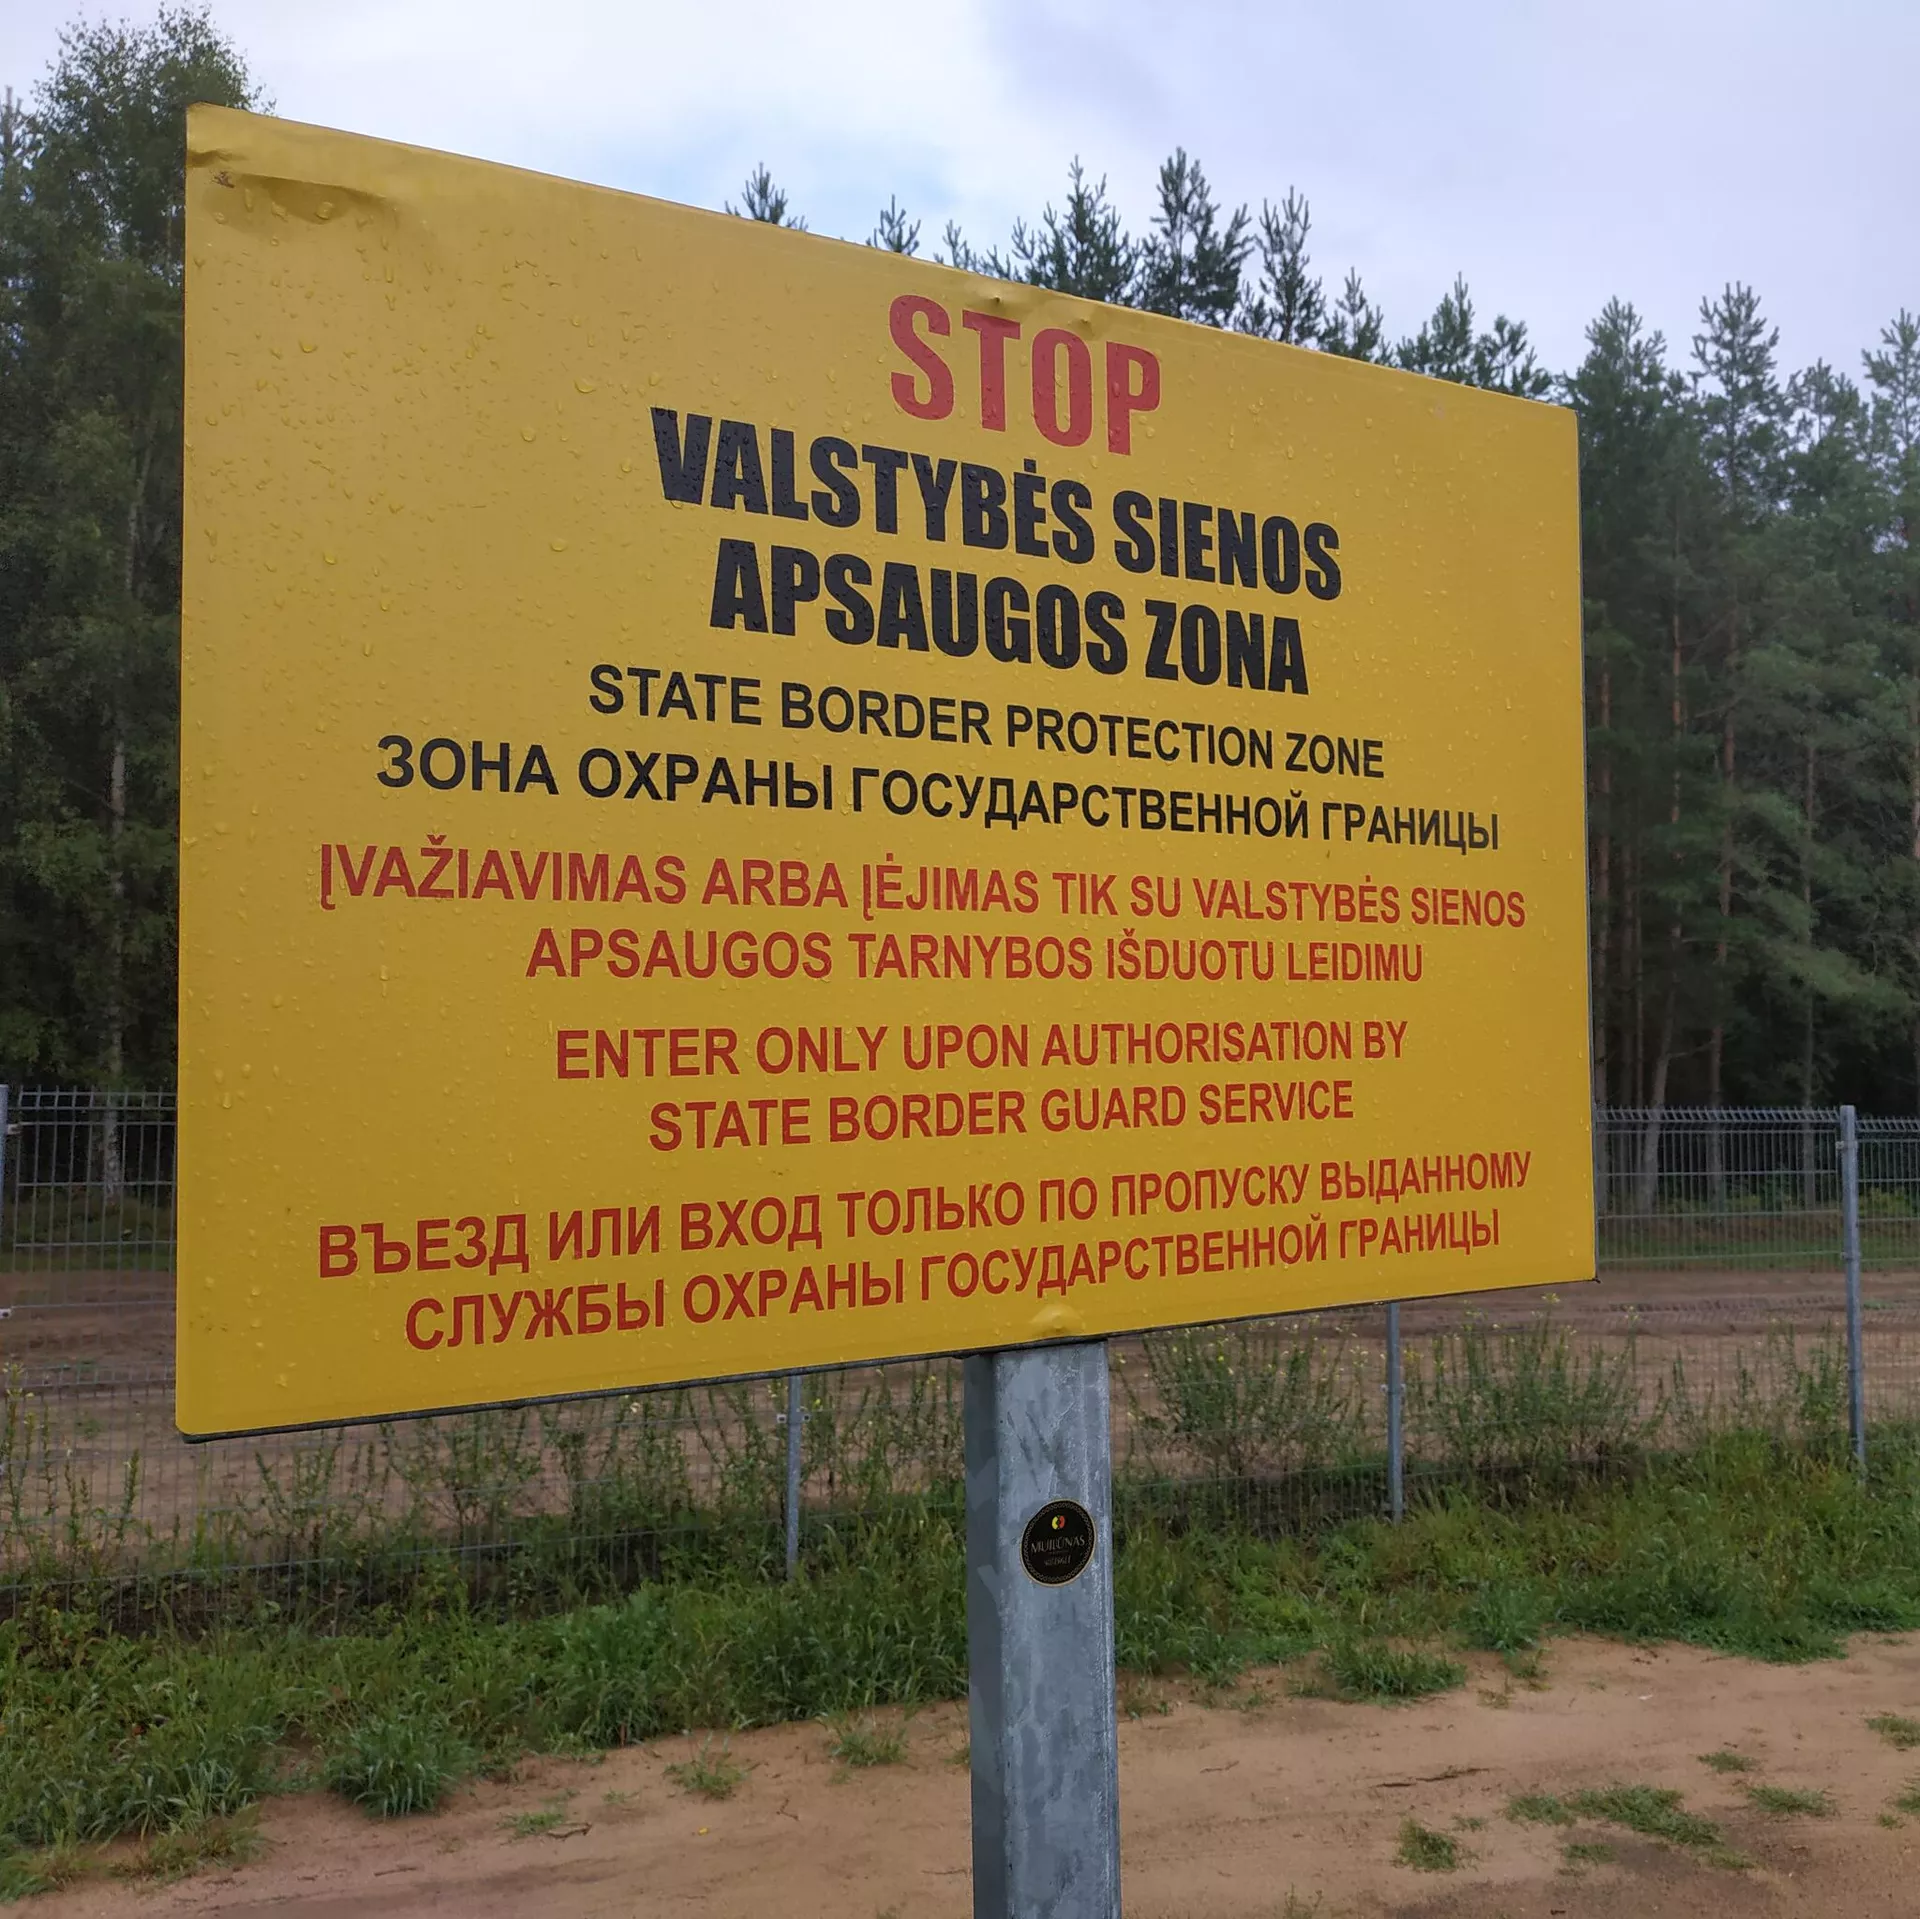 STOP
VALSTYBĖS SIENOS
APSAUGOS ZONA
STATE BORDER PROTECTION ZONE
ЗОНА ОХРАНЫ ГОСУДАРСТВЕННОЙ ГРАНИЦЫ
ĮVAŽIAVIMAS ARBA ĮĖJIMAS TIK SU VALSTYBĖS SIENOS
APSAUGOS TARNYBOS IŠDUOTU LEIDIMU
ENTER ONLY UPON AUTHORISATION BY
STATE BORDER GUARD SERVICE
ВЪЕЗД ИЛИ ВХОД ТОЛЬКО ПО ПРОПУСКУ ВЫДАННОМУ
СЛУЖБЫ ОХРАНЫ ГОСУДАРСТВЕННОЙ ГРАНИЦЫ